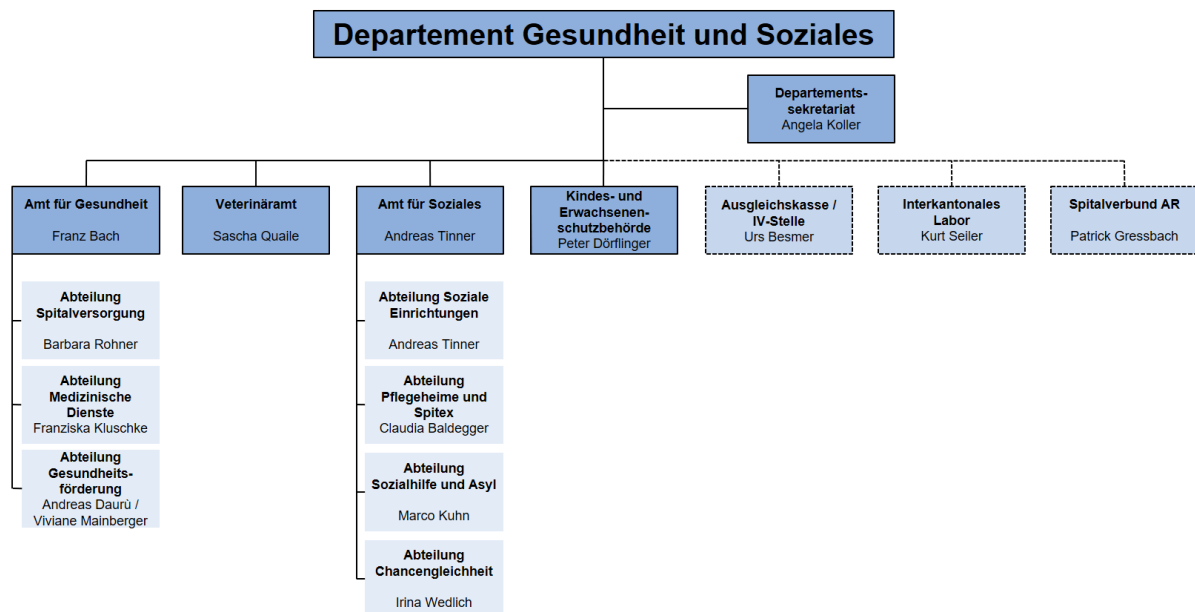 Departement Gesundheit und Soziales
Departements-
sekretariat
Angela Koller
Amt für Gesundheit
Franz Bach
Veterinäramt
Sascha Quaile
Amt für Soziales
Andreas Tinner
Kindes- und
Erwachsenen-
schutzbehörde
Peter Dörflinger
Ausgleichskasse /
IV-Stelle
Urs Besmer
Interkantonales
Labor
Kurt Seiler
Spitalverbund AR
Patrick Gressbach
Abteilung
Spitalversorgung
Barbara Rohner
Abteilung
Medizinische
Dienste
Franziska Kluschke
Abteilung
Gesundheits-
förderung
Andreas Daurù /
Viviane Mainberger
Abteilung Soziale
Einrichtungen
Andreas Tinner
Abteilung
Pflegeheime und
Spitex
Claudia Baldegger
Abteilung
Sozialhilfe und Asyl
Marco Kuhn
Abteilung
Chancengleichheit
Irina Wedlich